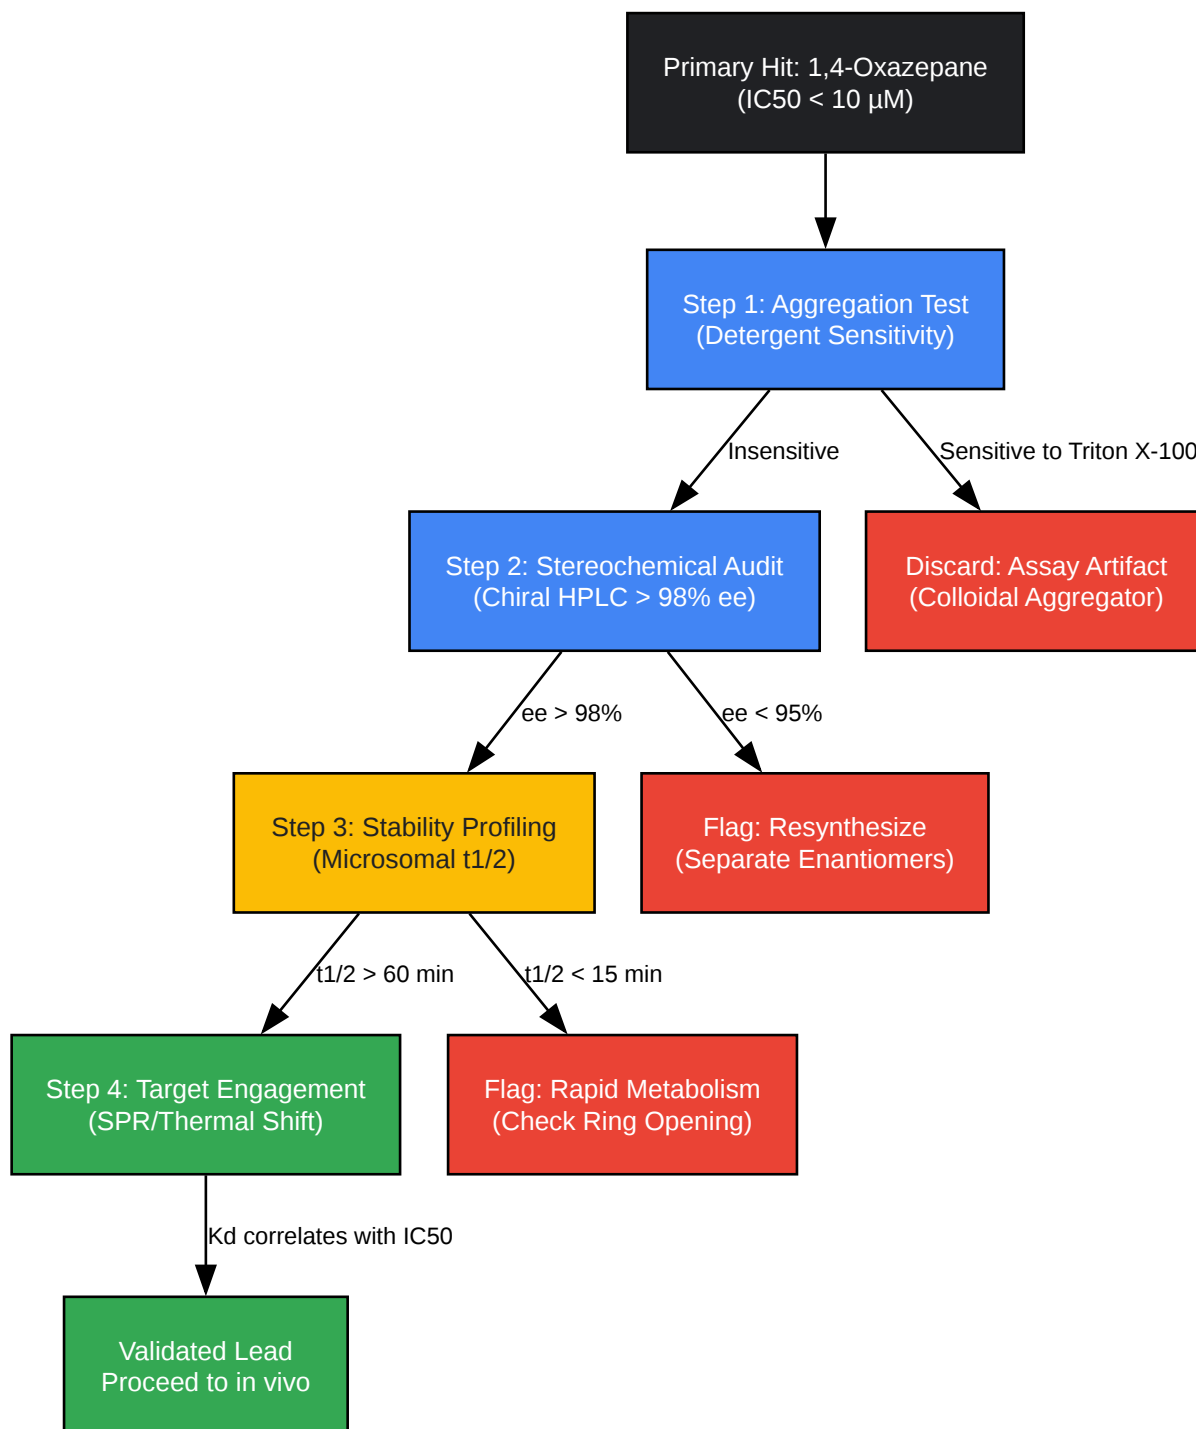 Primary Hit: 1,4-Oxazepane
(IC50 < 10 µM)
Step 1: Aggregation Test
(Detergent Sensitivity)
Insensitive
Sensitive to Triton X-100
Step 2: Stereochemical Audit
(Chiral HPLC > 98% ee)
Discard: Assay Artifact
(Colloidal Aggregator)
ee > 98%
ee < 95%
Step 3: Stability Profiling
(Microsomal t1/2)
Flag: Resynthesize
(Separate Enantiomers)
t1/2 > 60 min
t1/2 < 15 min
Step 4: Target Engagement
(SPR/Thermal Shift)
Flag: Rapid Metabolism
(Check Ring Opening)
Kd correlates with IC50
Validated Lead
Proceed to in vivo